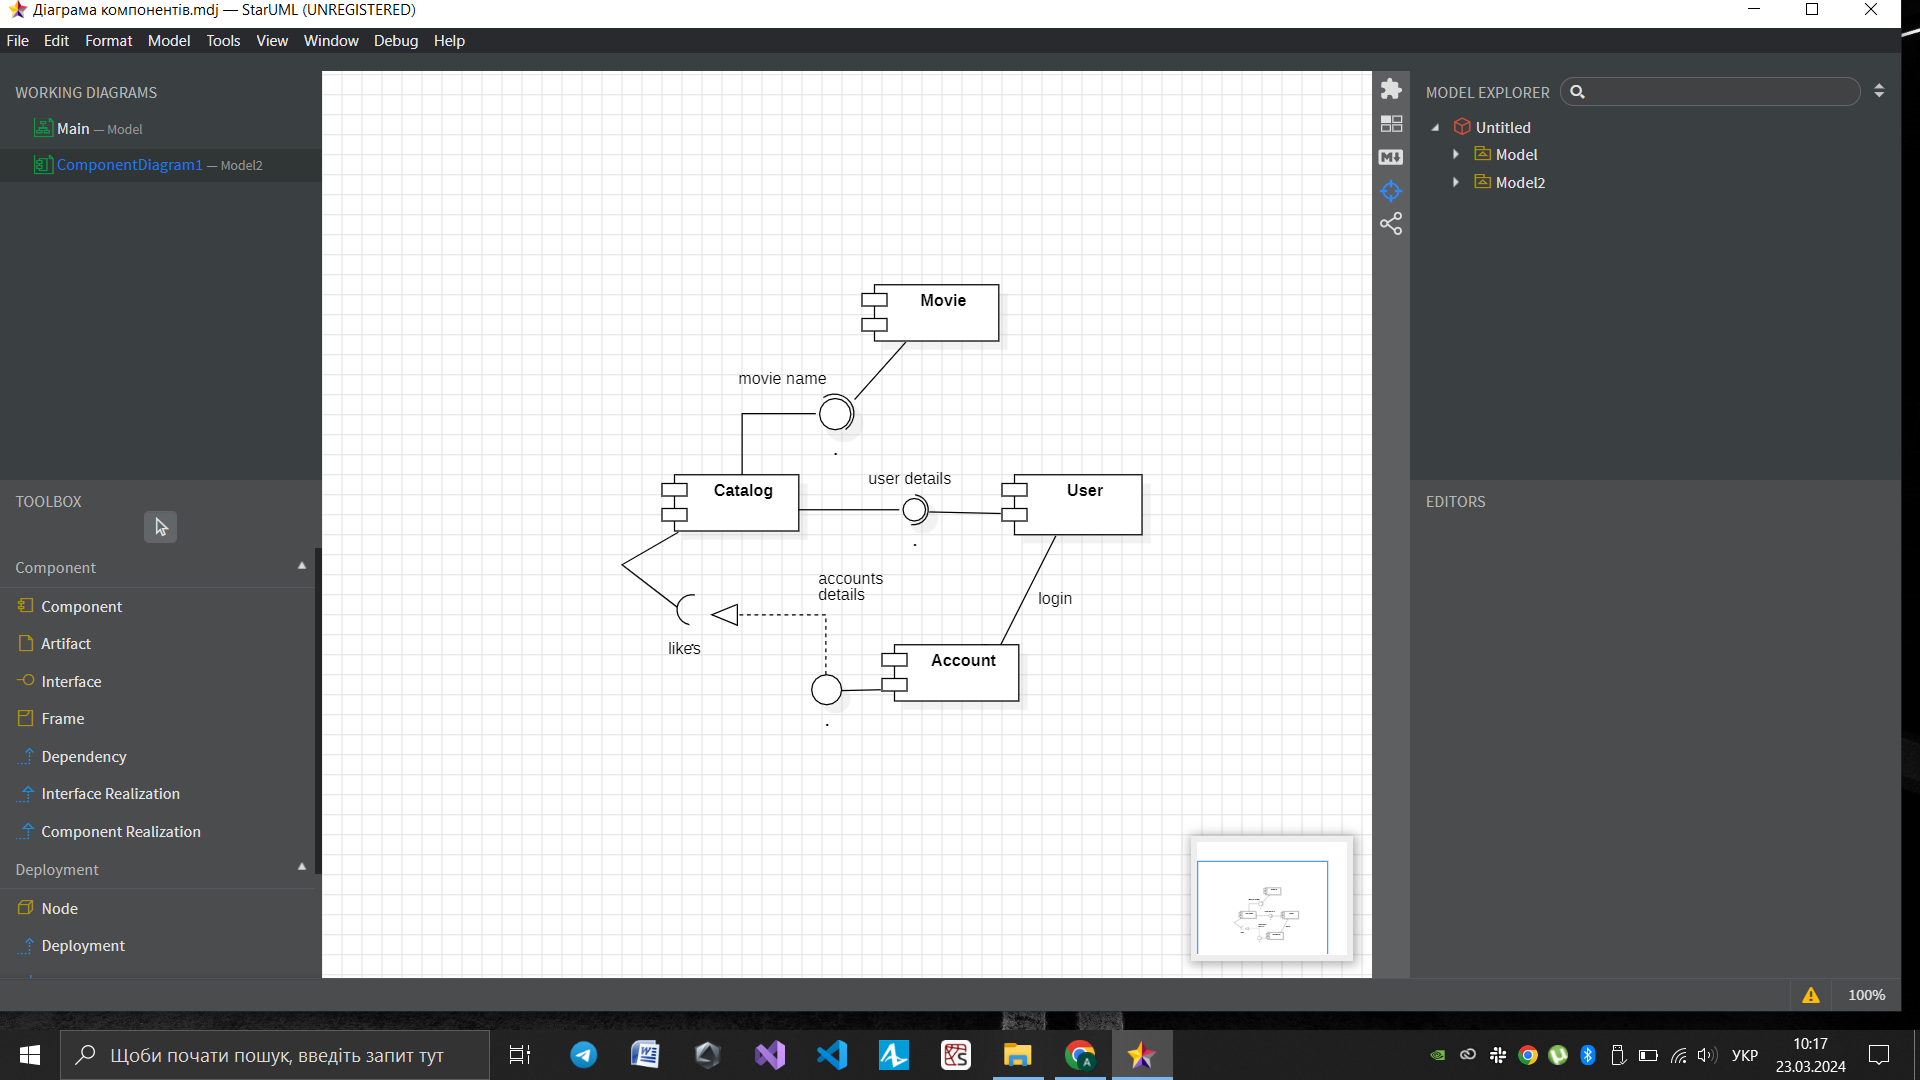 Діаграма компонентів.mdj — StarUML (UNREGISTERED)
File Edit Format Model Tools View Window Debug Help
WORKING DIAGRAMS
Main — Model
ComponentDiagram1 — Model2
TOOLBOX
Component
Component
Artifact
Interface
Frame
Dependency
Interface Realization
Component Realization
Deployment
Node
Deployment
Movie
movie name
.
Catalog
user details
.
User
accounts
details
login
likes
Account
.
MODEL EXPLORER
Untitled
Model
Model2
EDITORS
100%
Щоби почати пошук, введіть запит тут
УКР
10:17
23.03.2024